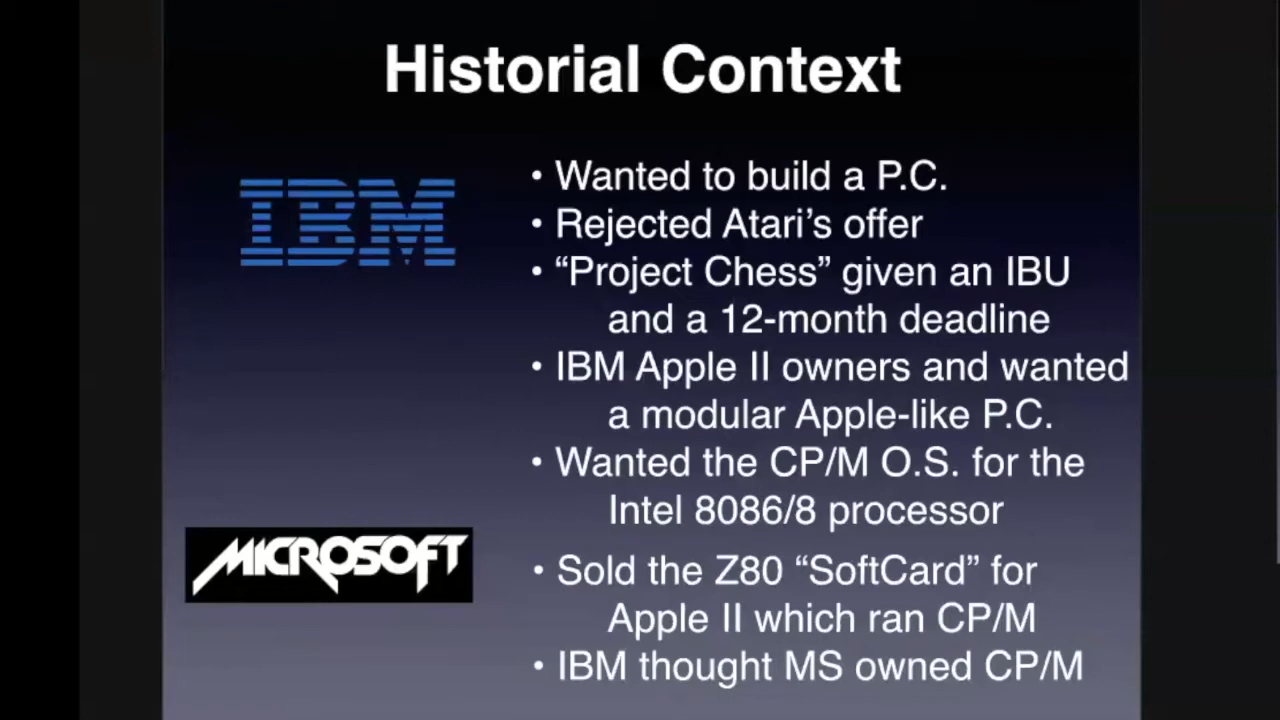 Historial Context
IBM
• Wanted to build a P.C.
• Rejected Atari’s offer
• “Project Chess” given an IBU
and a 12-month deadline
• IBM Apple II owners and wanted
a modular Apple-like P.C.
• Wanted the CP/M O.S. for the
Intel 8086/8 processor
MICROSOFT
• Sold the Z80 “SoftCard” for
Apple II which ran CP/M
• IBM thought MS owned CP/M